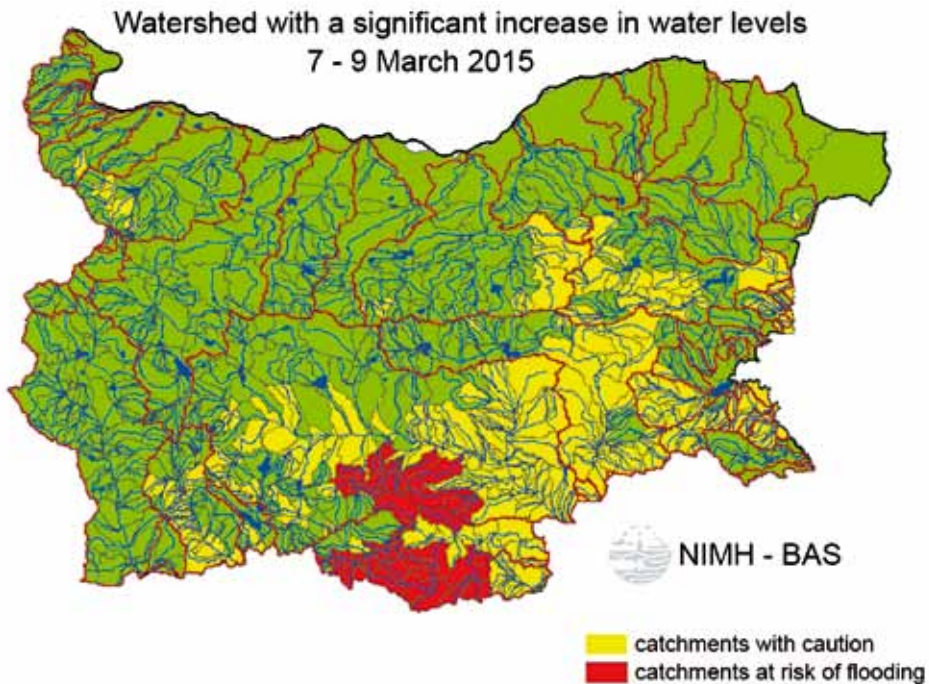 Watershed with a significant increase in water levels
7 - 9 March 2015
NIMH - BAS
catchments with caution
catchments at risk of flooding